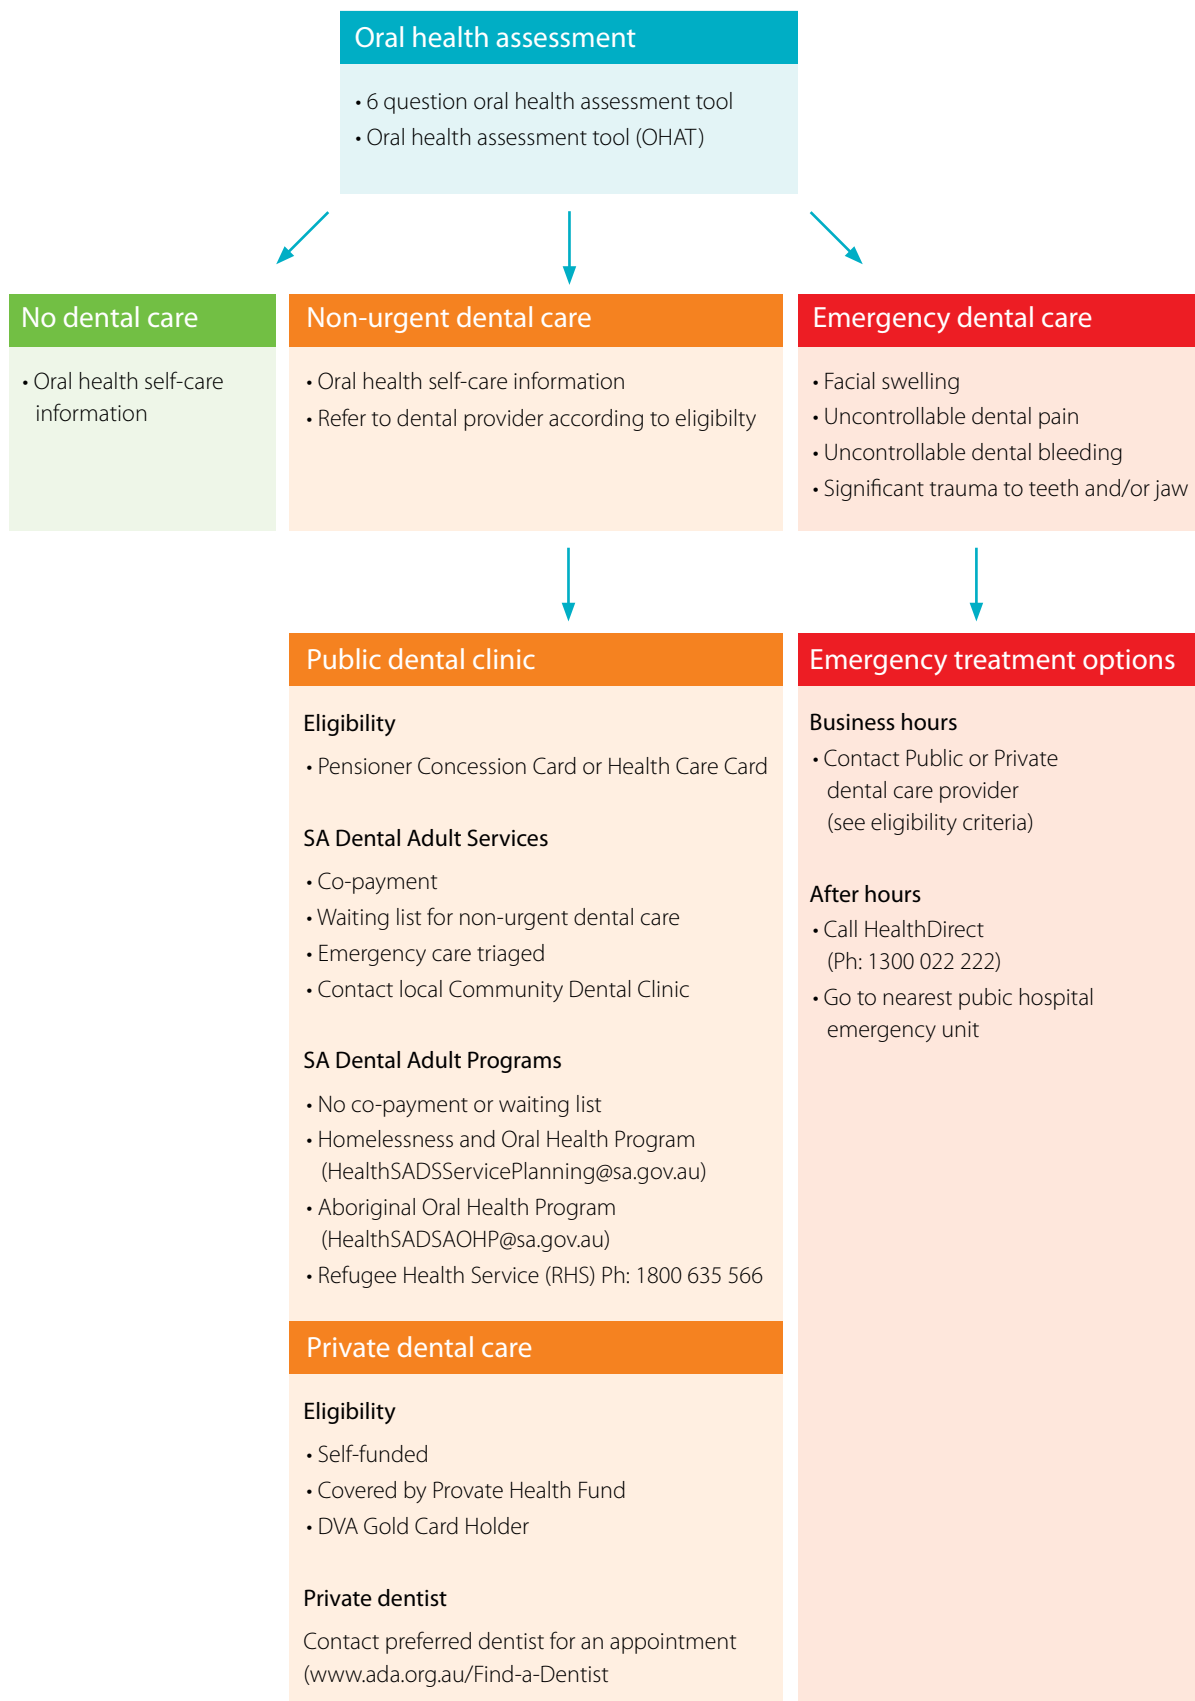 Oral health assessment
• 6 question oral health assessment tool
• Oral health assessment tool (OHAT)
No dental care
• Oral health self-care
information
Non-urgent dental care
• Oral health self-care information
• Refer to dental provider according to eligibilty
Emergency dental care
• Facial swelling
• Uncontrollable dental pain
• Uncontrollable dental bleeding
• Significant trauma to teeth and/or jaw
Public dental clinic
Eligibility
• Pensioner Concession Card or Health Care Card
SA Dental Adult Services
• Co-payment
• Waiting list for non-urgent dental care
• Emergency care triaged
• Contact local Community Dental Clinic
SA Dental Adult Programs
• No co-payment or waiting list
• Homelessness and Oral Health Program
(HealthSADSServicePlanning@sa.gov.au)
• Aboriginal Oral Health Program
(HealthSADSAOHP@sa.gov.au)
• Refugee Health Service (RHS) Ph: 1800 635 566
Private dental care
Eligibility
• Self-funded
• Covered by Provate Health Fund
• DVA Gold Card Holder
Private dentist
Contact preferred dentist for an appointment
(www.ada.org.au/Find-a-Dentist
Emergency treatment options
Business hours
• Contact Public or Private
dental care provider
(see eligibility criteria)
After hours
• Call HealthDirect
(Ph: 1300 022 222)
• Go to nearest pubic hospital
emergency unit